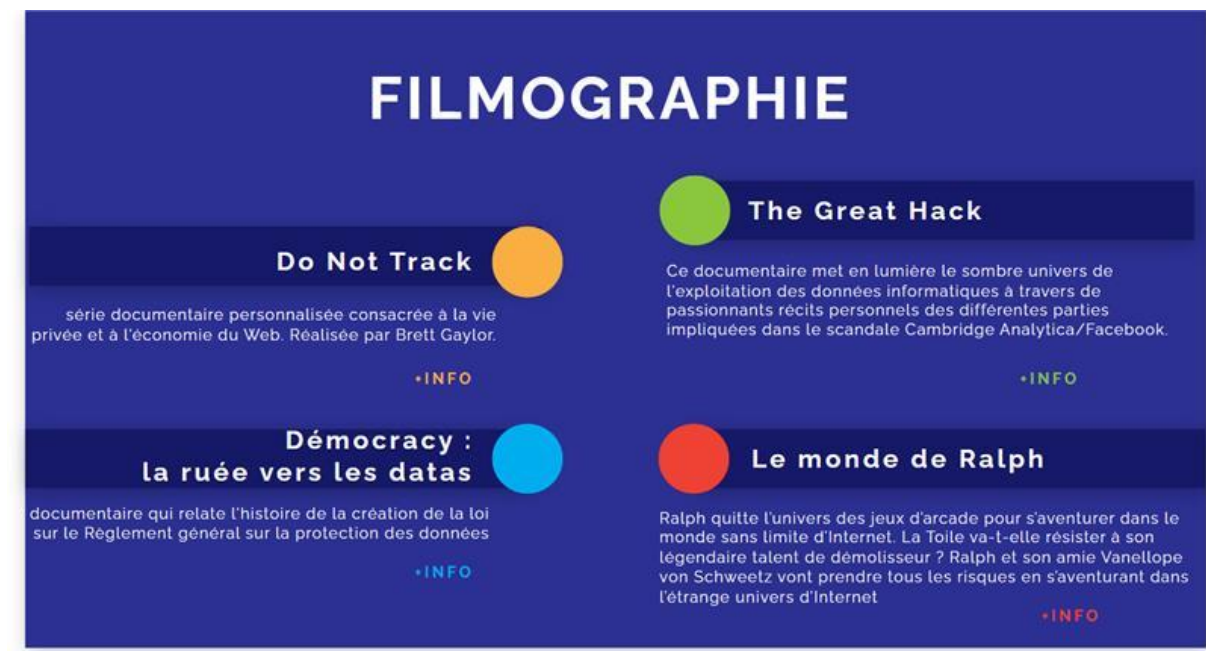 FILMOGRAPHIE
Do Not Track
série documentaire personnalisée consacrée à la vie
privée et à l'économie du Web. Réalisée par Brett Gaylor.
+INFO
The Great Hack
Ce documentaire met en lumière le sombre univers de
l'exploitation des données informatiques à travers de
passionnants récits personnels des différentes parties
impliquées dans le scandale Cambridge Analytica/Facebook.
+INFO
Démocracy :
la ruée vers les datas
documentaire qui relate l'histoire de la création de la loi
sur le Règlement général sur la protection des données
+INFO
Le monde de Ralph
Ralph quitte l'univers des jeux d'arcade pour s'aventurer dans le
monde sans limite d'Internet. La Toile va-t-elle résister à son
légendaire talent de démolisseur ? Ralph et son amie Vanellope
von Schweetz vont prendre tous les risques en s'aventurant dans
l'étrange univers d'Internet
+INFO